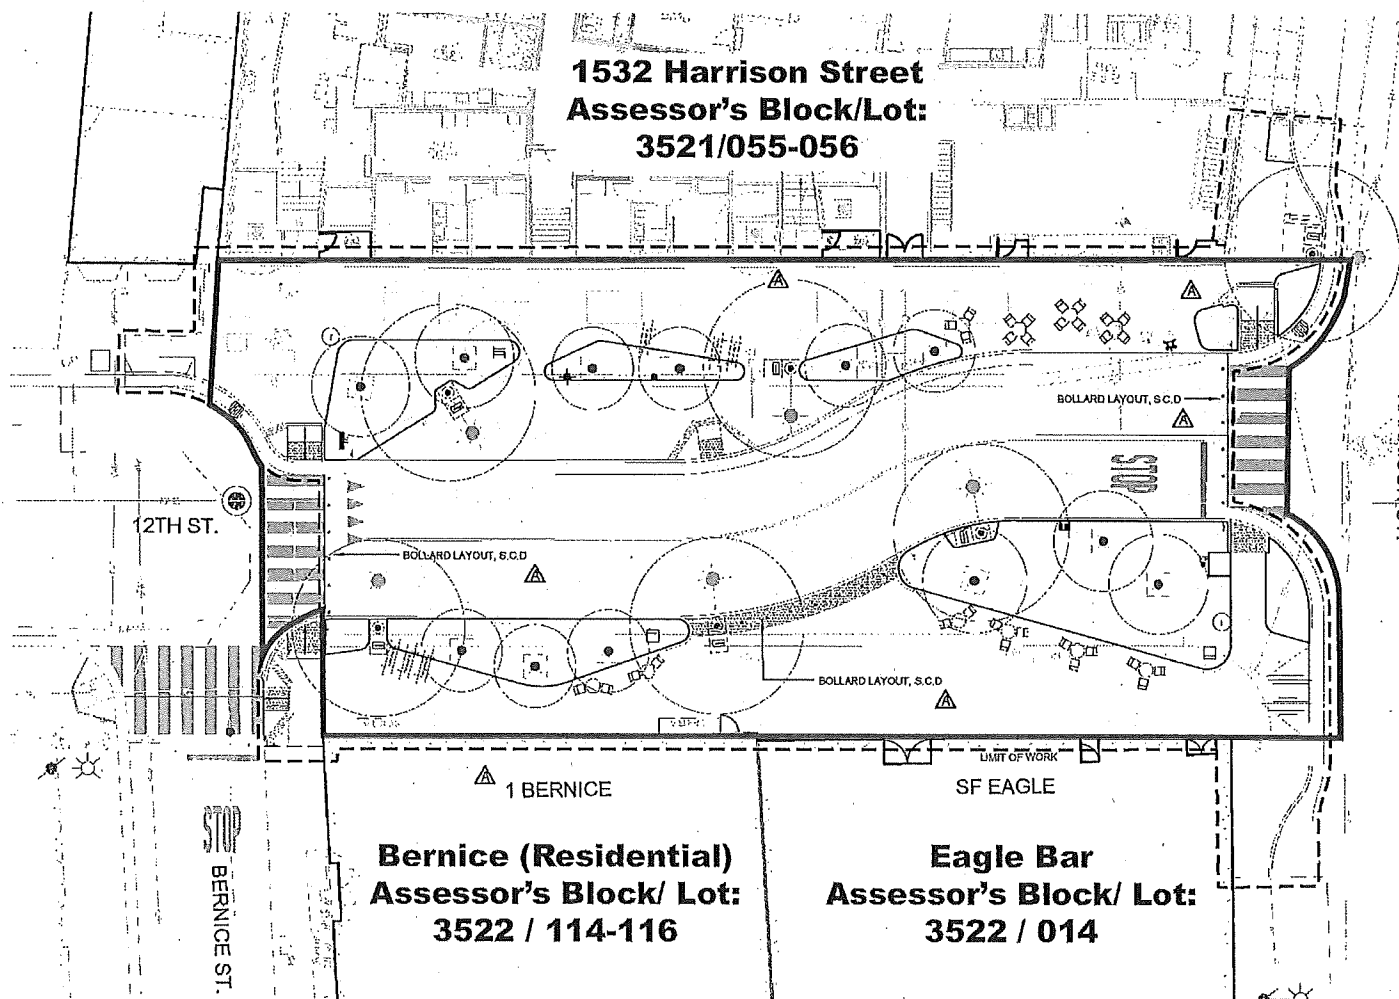 1532 Harrison Street
Assessor's Block/Lot:
3521/055-056
BOLLARD LAYOUT, S.C.D
STOP
12TH ST.
BOLLARD LAYOUT, S.C.D
BOLLARD LAYOUT, S.C.D
LIMIT OF WORK
1 BERNICE
SF EAGLE
STOP
BERNICE ST.
Bernice (Residential)
Assessor's Block/ Lot:
3522 / 114-116
Eagle Bar
Assessor's Block/ Lot:
3522 / 014